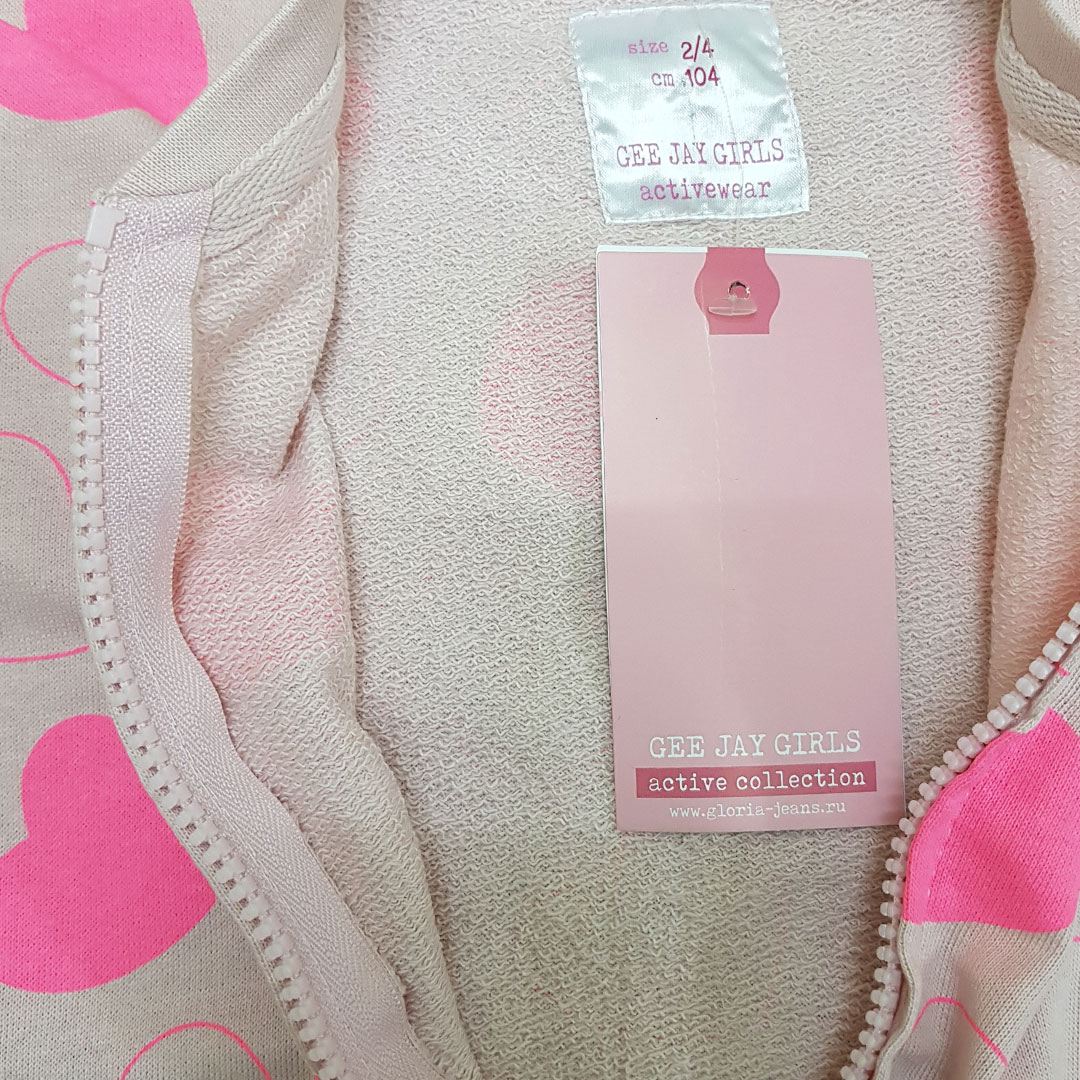 size 2/4
cm 104
GEE JAY GIRLS
activewear
GEE JAY GIRLS
active collection
www.gloria-jeans.ru